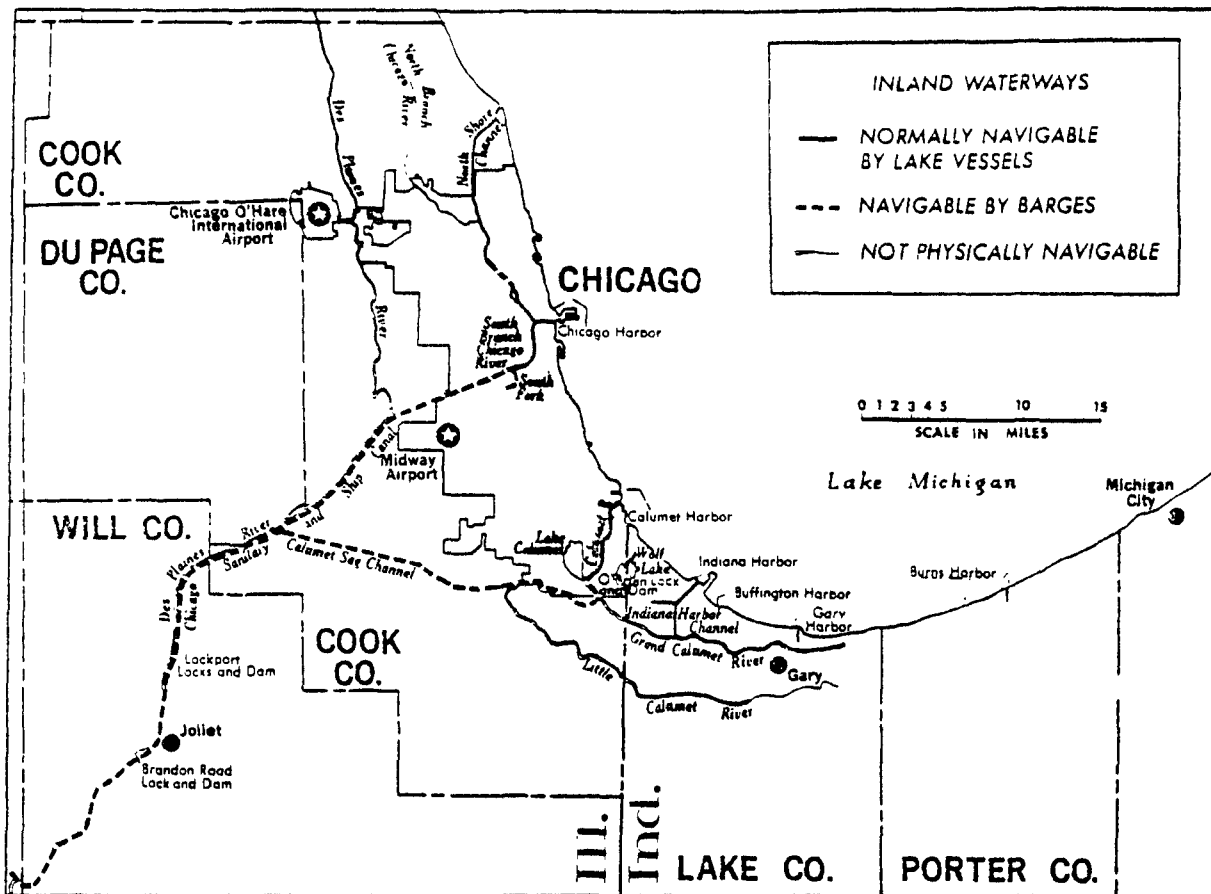 North Branch
Chicago River
Des
Plaines
River
North
Shore
Channel
COOK
CO.
Chicago O'Hare
International
Airport
DU PAGE
CO.
CHICAGO
Chicago Harbor
South
Branch
Chicago
River
South
Fork
INLAND WATERWAYS
NORMALLY NAVIGABLE
BY LAKE VESSELS
NAVIGABLE BY BARGES
NOT PHYSICALLY NAVIGABLE
0 1 2 3 4 5 10 15
SCALE IN MILES
Lake Michigan
Michigan
City
Midway
Airport
WILL CO.
Des
Plaines
River
Chicago
Sanitary
and
Ship
Canal
Calumet Sag Channel
Lake
Calumet
Calumet
Calumet Harbor
Wolf
Lake
Lock
and Dam
Indiana Harbor
Buffington Harbor
Gary
Harbor
Burns Harbor
Indiana Harbor
Channel
Grand Calumet River
Gary
Little
Calumet
River
COOK
CO.
Lockport
Locks and Dam
Joliet
Brandon Road
Lock and Dam
Ill.
Ind.
LAKE CO.
PORTER CO.